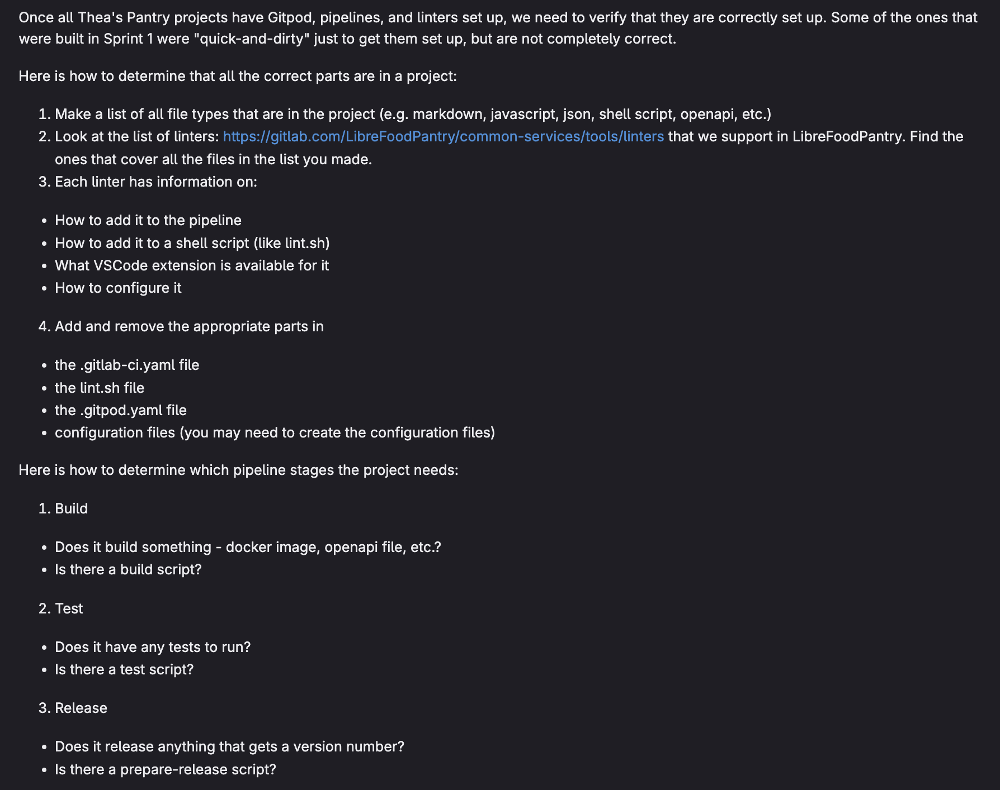 Once all Thea's Pantry projects have Gitpod, pipelines, and linters set up, we need to verify that they are correctly set up. Some of the ones that
were built in Sprint 1 were "quick-and-dirty" just to get them set up, but are not completely correct.
Here is how to determine that all the correct parts are in a project:
1. Make a list of all file types that are in the project (e.g. markdown, javascript, json, shell script, openapi, etc.)
2. Look at the list of linters: https://gitlab.com/LibreFoodPantry/common-services/tools/linters that we support in LibreFoodPantry. Find the
ones that cover all the files in the list you made.
3. Each linter has information on:
• How to add it to the pipeline
• How to add it to a shell script (like lint.sh)
• What VSCode extension is available for it
• How to configure it
4. Add and remove the appropriate parts in
• the .gitlab-ci.yaml file
• the lint.sh file
• the .gitpod.yaml file
• configuration files (you may need to create the configuration files)
Here is how to determine which pipeline stages the project needs:
1. Build
• Does it build something - docker image, openapi file, etc.?
• Is there a build script?
2. Test
• Does it have any tests to run?
• Is there a test script?
3. Release
• Does it release anything that gets a version number?
• Is there a prepare-release script?